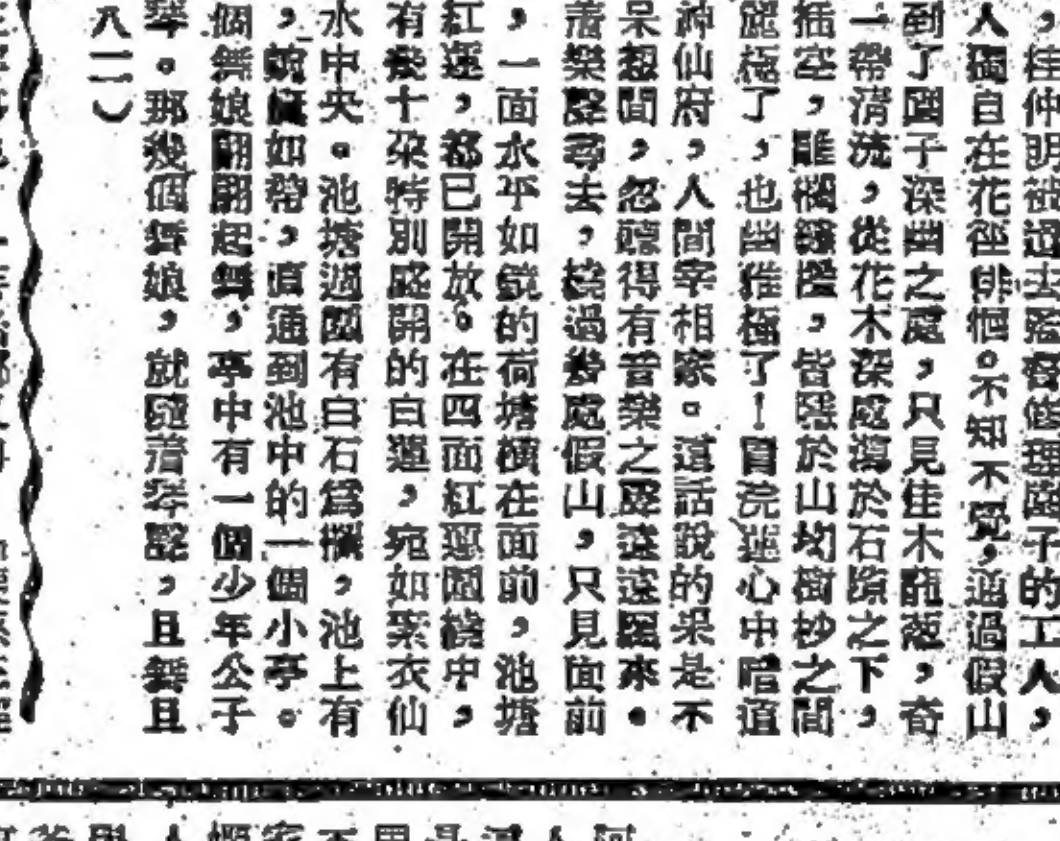 ，佳仲明被過去監督修理園子的工人，
人獨自在花徑徘徊。不知不覺，通過假山
到了園子深幽之處，只見佳木蘢葱，奇
一帶清流，從花木深處瀉於石隙之下，
插空，雕欄繡檻，皆隱於山坳樹杪之間
麗極了，也幽雅極了！賈浣蓮心中暗道
神仙府，人間宰相家。這話說的果是不
呆想間，忽聽得有音樂之聲遠遠飄來。
着樂聲尋去，繞過幾處假山，只見面前
，一面水平如鏡的荷塘橫在面前，池塘
紅蓮，都已開放。在四面紅蓮圍繞中，
有幾十朶特別盛開的白蓮，宛如素衣仙
水中央。池塘週圍有白石爲欄，池上有
，蜿蜒如帶，直通到池中的一個小亭。
個舞娘翩翩起舞，亭中有一個少年公子
琴。那幾個舞娘，就隨着琴聲，且舞且
八二）